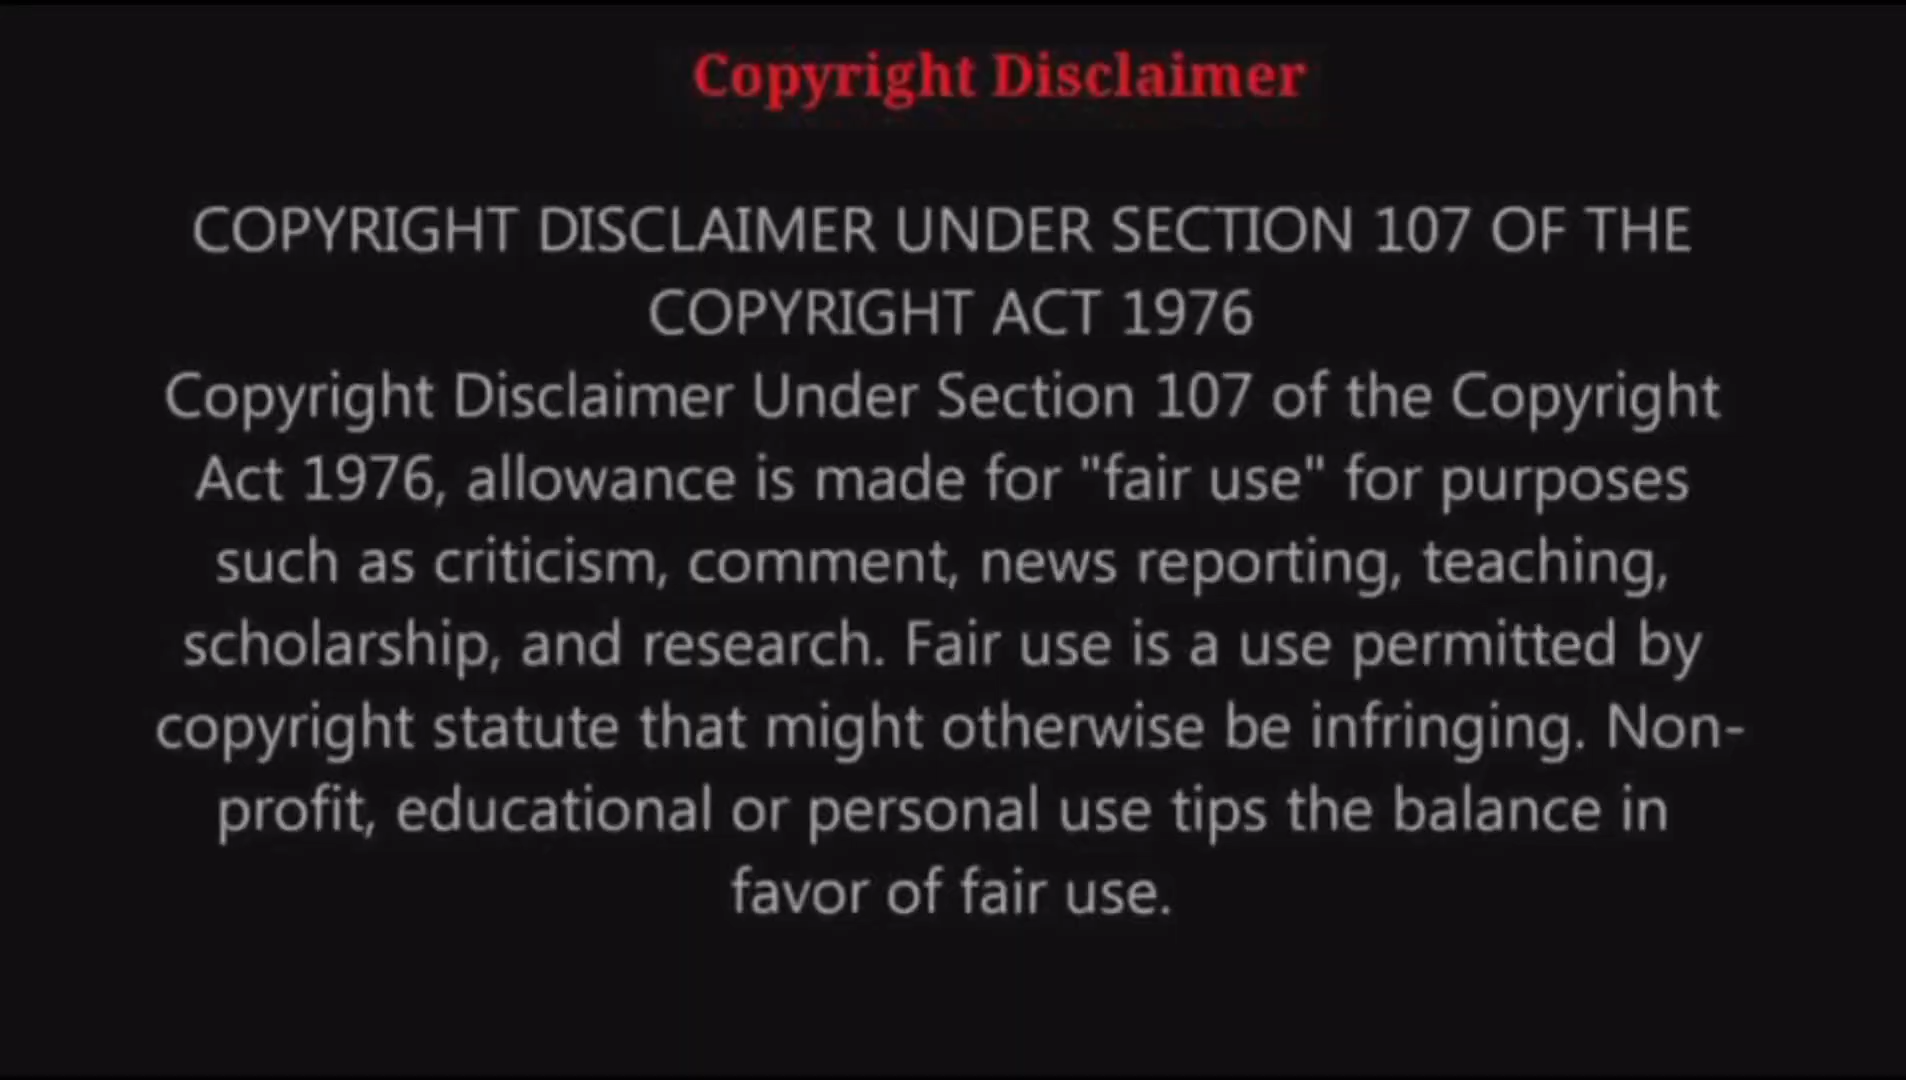 Copyright Disclaimer
COPYRIGHT DISCLAIMER UNDER SECTION 107 OF THE
COPYRIGHT ACT 1976
Copyright Disclaimer Under Section 107 of the Copyright
Act 1976, allowance is made for "fair use" for purposes
such as criticism, comment, news reporting, teaching,
scholarship, and research. Fair use is a use permitted by
copyright statute that might otherwise be infringing. Non-
profit, educational or personal use tips the balance in
favor of fair use.